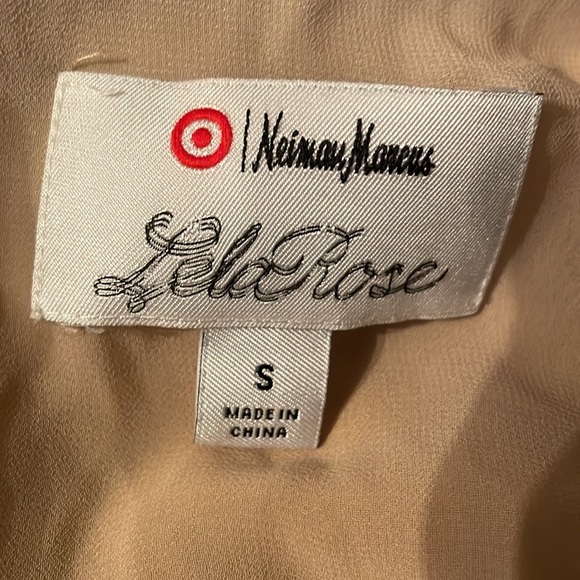 Neiman Marcus
Lela Rose
S
MADE IN
CHINA